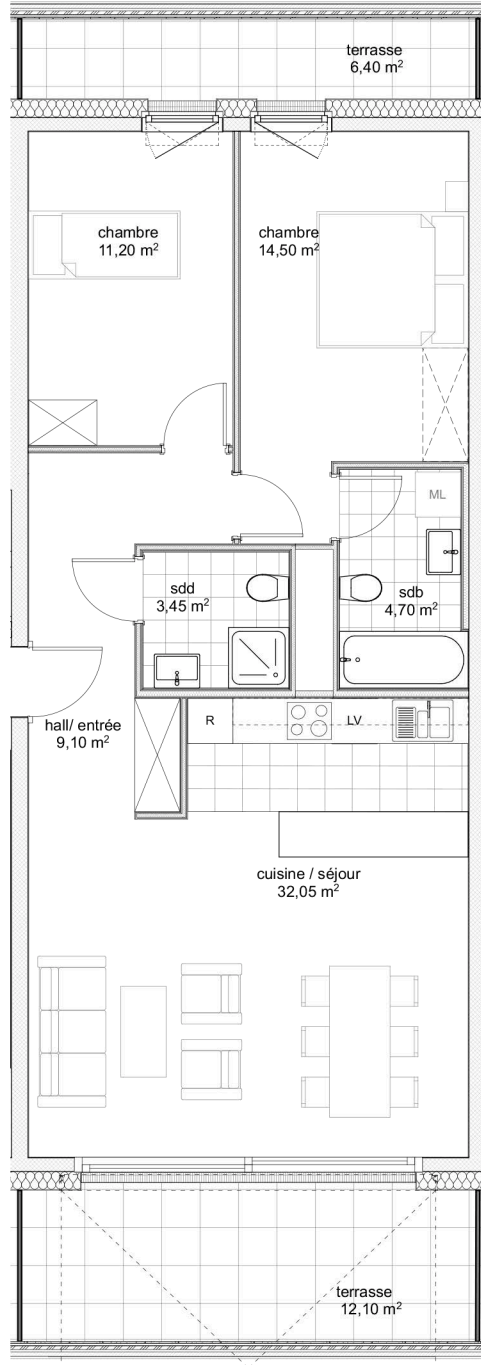 terrasse
6,40 m²
chambre
11,20 m²
chambre
14,50 m²
ML
sdd
3,45 m²
sdb
4,70 m²
hall/ entrée
9,10 m²
R
LV
cuisine / séjour
32,05 m²
terrasse
12,10 m²